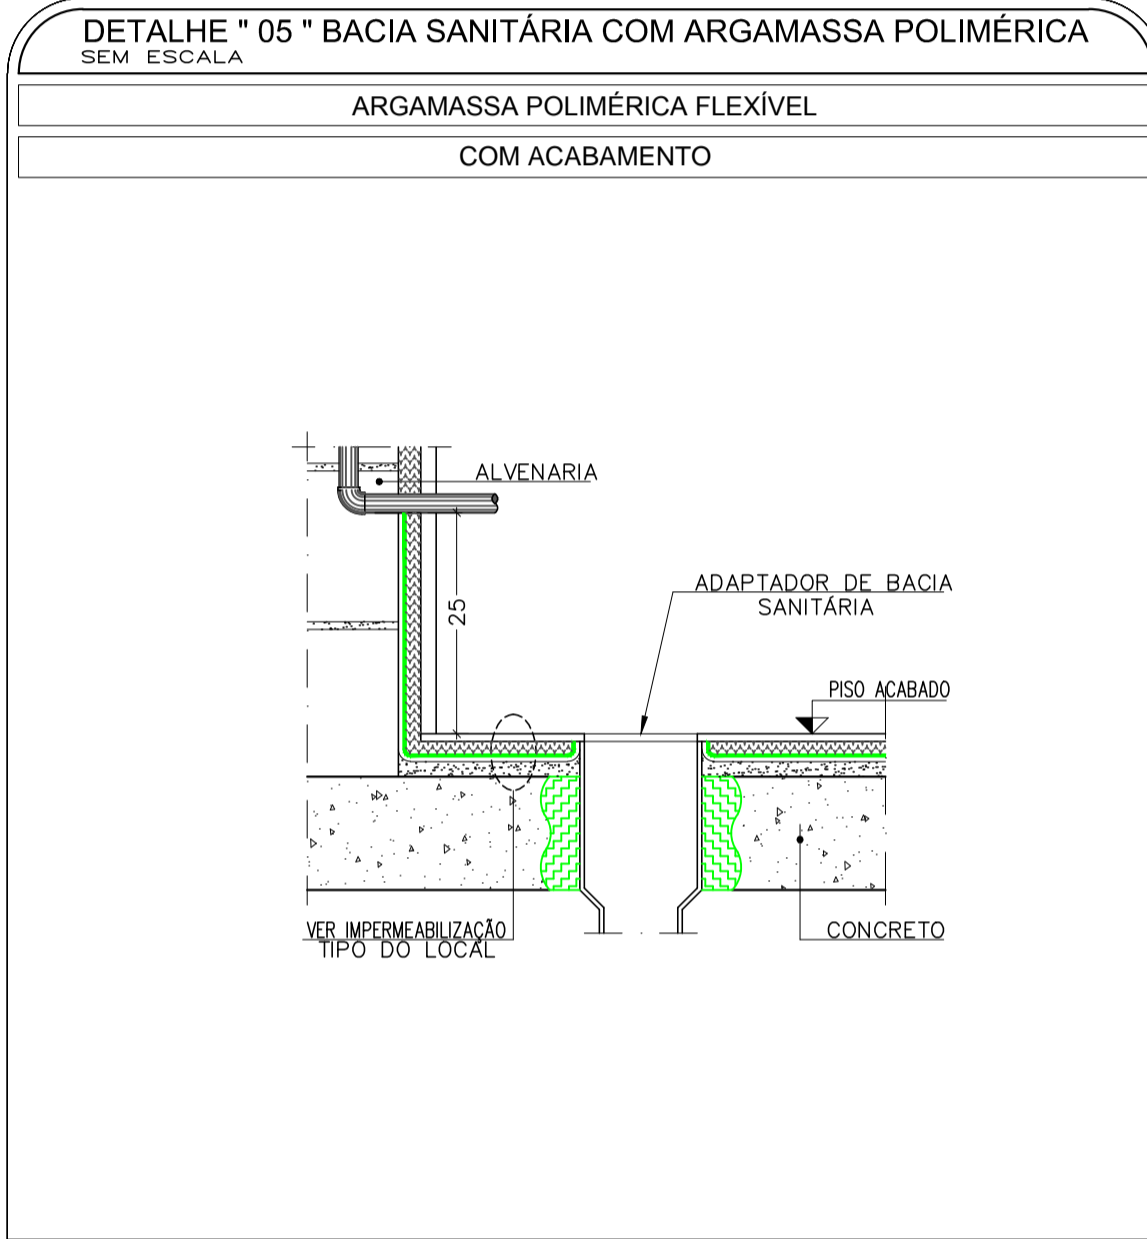 DETALHE " 05 " BACIA SANITÁRIA COM ARGAMASSA POLIMÉRICA
SEM ESCALA
ARGAMASSA POLIMÉRICA FLEXÍVEL
COM ACABAMENTO
ALVENARIA
25
ADAPTADOR DE BACIA
SANITÁRIA
PISO ACABADO
VER IMPERMEABILIZAÇÃO
TIPO DO LOCAL
CONCRETO